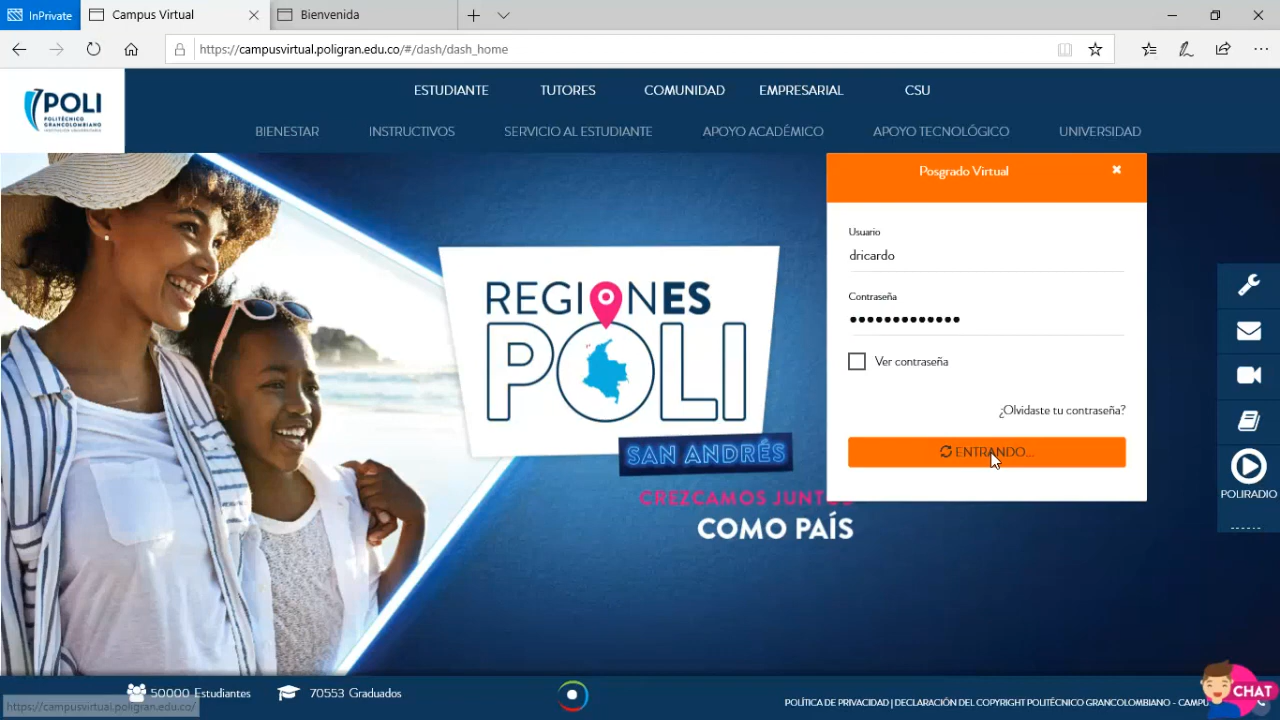 InPrivate
Campus Virtual
Bienvenida
https://campusvirtual.poligran.edu.co/#/dash/dash_home
POLI
POLITÉCNICO
GRANCOLOMBIANO
ESTUDIANTE TUTORES COMUNIDAD EMPRESARIAL CSU
BIENESTAR INSTRUCTIVOS SERVICIO AL ESTUDIANTE APOYO ACADÉMICO APOYO TECNOLÓGICO UNIVERSIDAD
Posgrado Virtual
Usuario
dricardo
Contraseña
•••••••••••••
Ver contraseña
¿Olvidaste tu contraseña?
ENTRANDO...
REGIONES
POLI
SAN ANDRÉS
CREZCAMOS JUNTOS
COMO PAÍS
POLIRADIO
50000 Estudiantes
70553 Graduados
https://campusvirtual.poligran.edu.co/
POLÍTICA DE PRIVACIDAD | DECLARACIÓN DEL COPYRIGHT POLITÉCNICO GRANCOLOMBIANO - CAMPU
CHAT